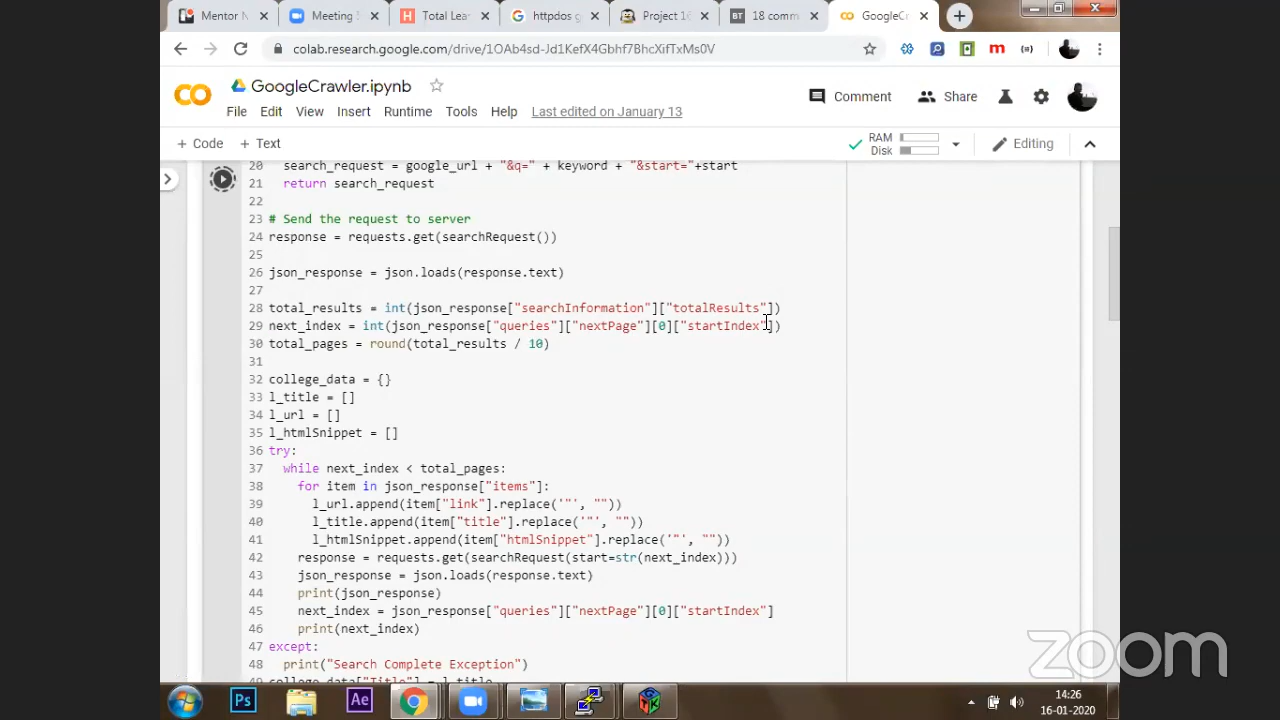 Mentor N
Meeting
Total Lea
httpdos g
Project 16
BT
18 comm
GoogleCr
colab.research.google.com/drive/1OAb4sd-Jd1KefX4Gbhf7BhcXifTxMs0V
GoogleCrawler.ipynb
Comment
Share
File Edit View Insert Runtime Tools Help Last edited on January 13
+ Code + Text
RAM
Disk
Editing
20 search_request = google_url + "&q=" + keyword + "&start="+start
21 return search_request
22
23 # Send the request to server
24 response = requests.get(searchRequest())
25
26 json_response = json.loads(response.text)
27
28 total_results = int(json_response["searchInformation"]["totalResults"])
29 next_index = int(json_response["queries"]["nextPage"][0]["startIndex"])
30 total_pages = round(total_results / 10)
31
32 college_data = {}
33 l_title = []
34 l_url = []
35 l_htmlSnippet = []
36 try:
37 while next_index < total_pages:
38 for item in json_response["items"]:
39 l_url.append(item["link"].replace('"', ""))
40 l_title.append(item["title"].replace('"', ""))
41 l_htmlSnippet.append(item["htmlSnippet"].replace('"', ""))
42 response = requests.get(searchRequest(start=str(next_index)))
43 json_response = json.loads(response.text)
44 print(json_response)
45 next_index = json_response["queries"]["nextPage"][0]["startIndex"]
46 print(next_index)
47 except:
48 print("Search Complete Exception")
49 college_data["Title"] = l_title
zoom
Ps
Ae
14:26
16-01-2020